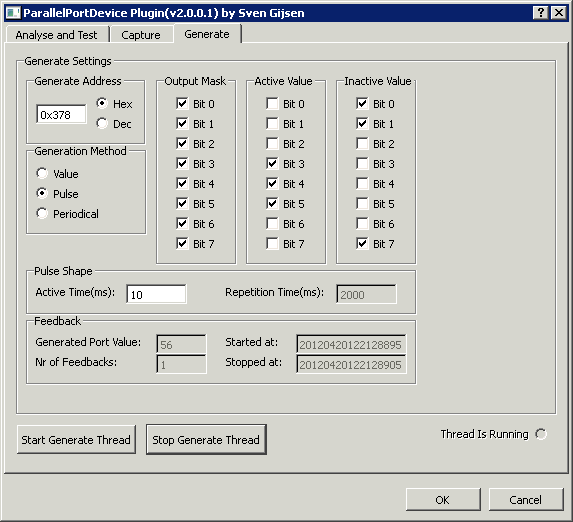 ParallelPortDevice Plugin(v2.0.0.1) by Sven Gijsen
Analyse and Test Capture Generate
Generate Settings
Generate Address
0x378
Hex
Dec
Generation Method
Value
Pulse
Periodical
Output Mask
Bit 0
Bit 1
Bit 2
Bit 3
Bit 4
Bit 5
Bit 6
Bit 7
Active Value
Bit 0
Bit 1
Bit 2
Bit 3
Bit 4
Bit 5
Bit 6
Bit 7
Inactive Value
Bit 0
Bit 1
Bit 2
Bit 3
Bit 4
Bit 5
Bit 6
Bit 7
Pulse Shape
Active Time(ms): 10 Repetition Time(ms): 2000
Feedback
Generated Port Value: 56 Started at: 20120420122128895
Nr of Feedbacks: 1 Stopped at: 20120420122128905
Start Generate Thread Stop Generate Thread Thread Is Running
OK Cancel